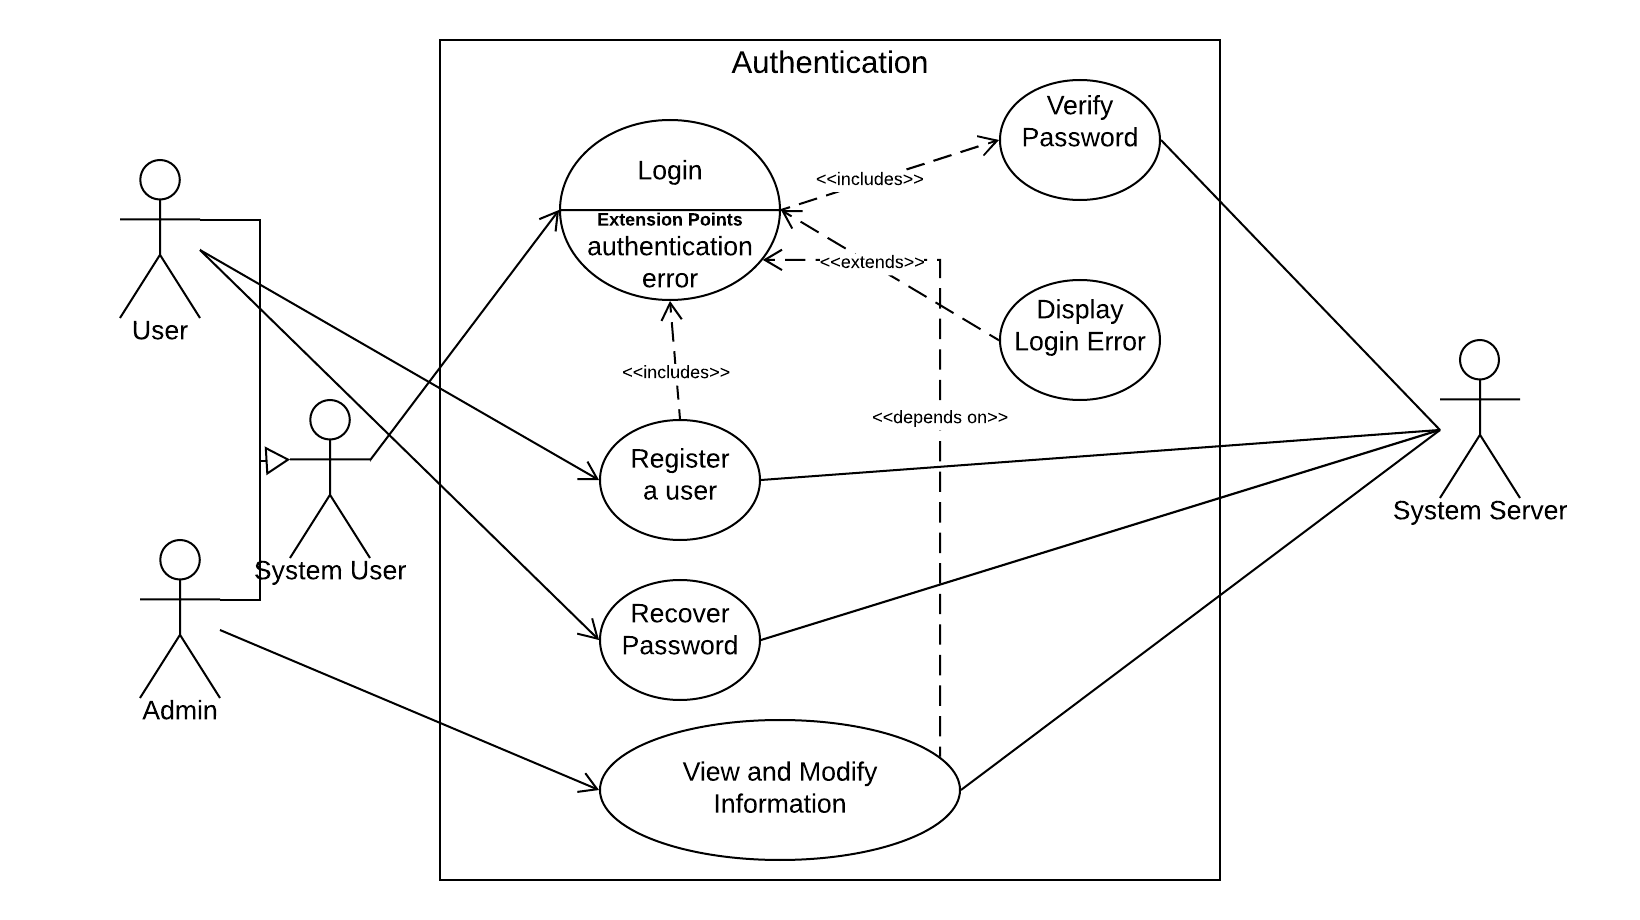 Authentication
Verify
Password
Login
<<includes>>
Extension Points
authentication
error
<<extends>>
Display
Login Error
User
<<includes>>
<<depends on>>
Register
a user
System Server
System User
Recover
Password
Admin
View and Modify
Information